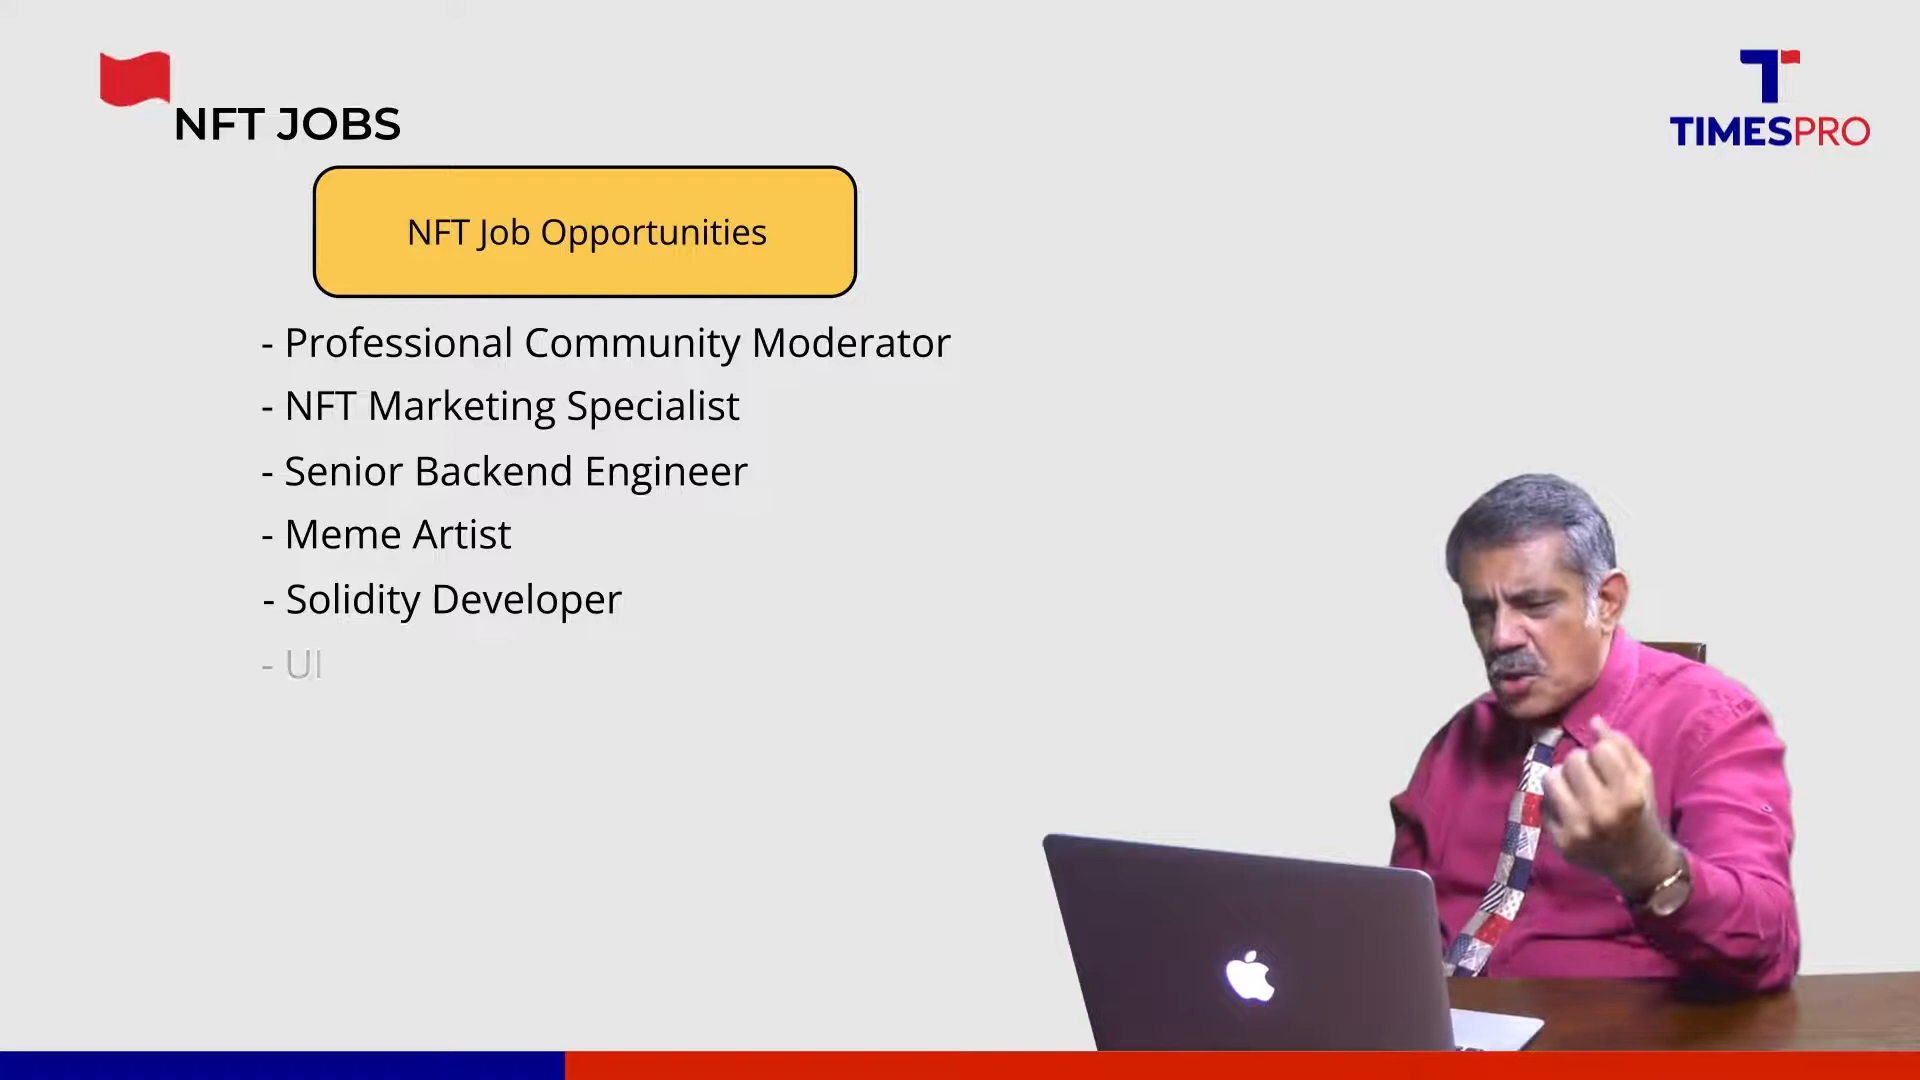 NFT JOBS
TIMESPRO
NFT Job Opportunities
- Professional Community Moderator
- NFT Marketing Specialist
- Senior Backend Engineer
- Meme Artist
- Solidity Developer
- UI